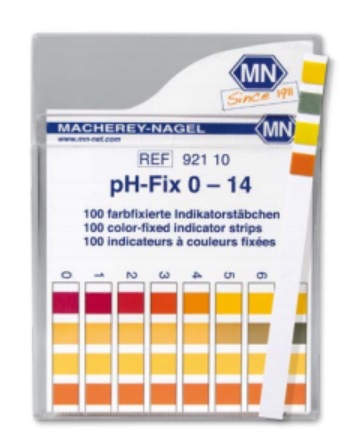 MN
Since 1911
MACHEREY-NAGEL
www.mn-net.com
MN
REF 921 10
pH-Fix 0 – 14
100 farbfixierte Indikatorstäbchen
100 color-fixed indicator strips
100 indicateurs à couleurs fixées
0 1 2 3 4 5 6